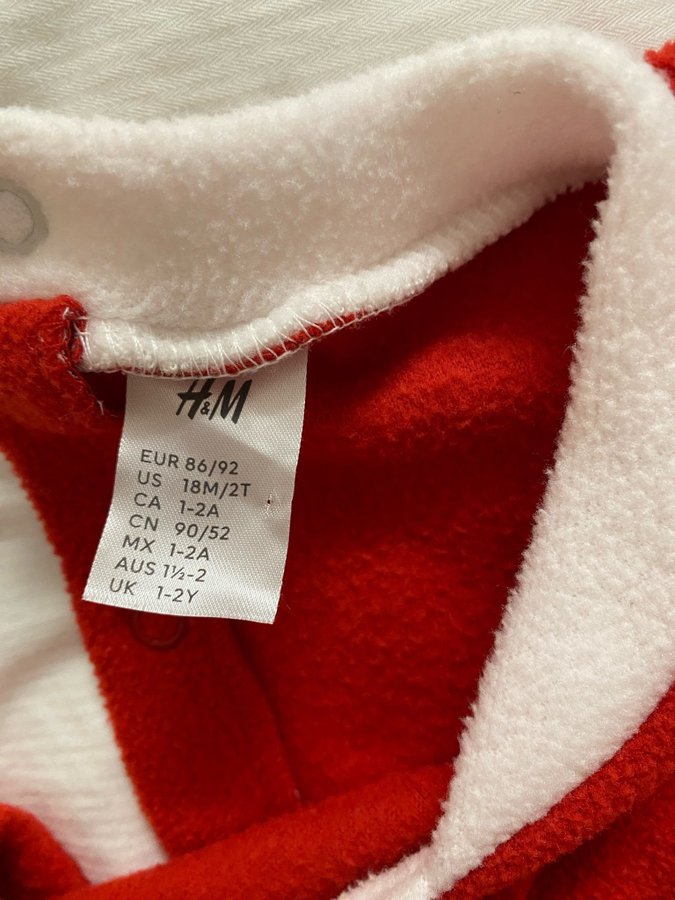 H&M
EUR 86/92
US 18M/2T
CA 1-2A
CN 90/52
MX 1-2A
AUS 1½-2
UK 1-2Y